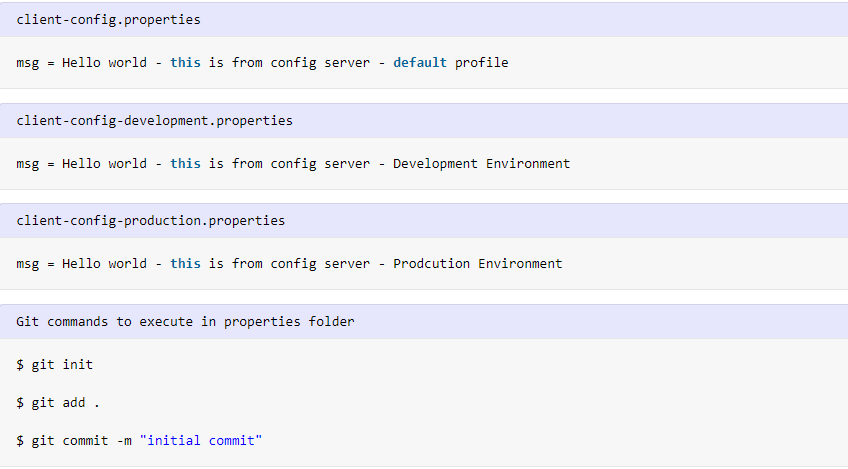 client-config.properties
msg = Hello world - this is from config server - default profile
client-config-development.properties
msg = Hello world - this is from config server - Development Environment
client-config-production.properties
msg = Hello world - this is from config server - Prodcution Environment
Git commands to execute in properties folder
$ git init
$ git add .
$ git commit -m "initial commit"